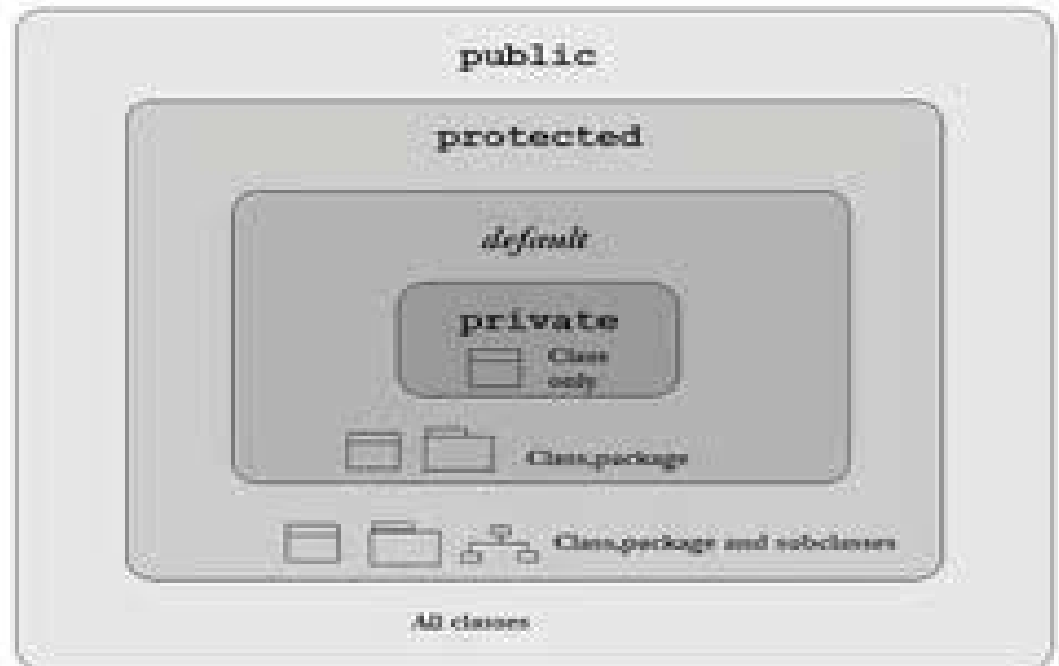 public
protected
default
private
Class
only
Class,package
Class,package and subclasses
All classes